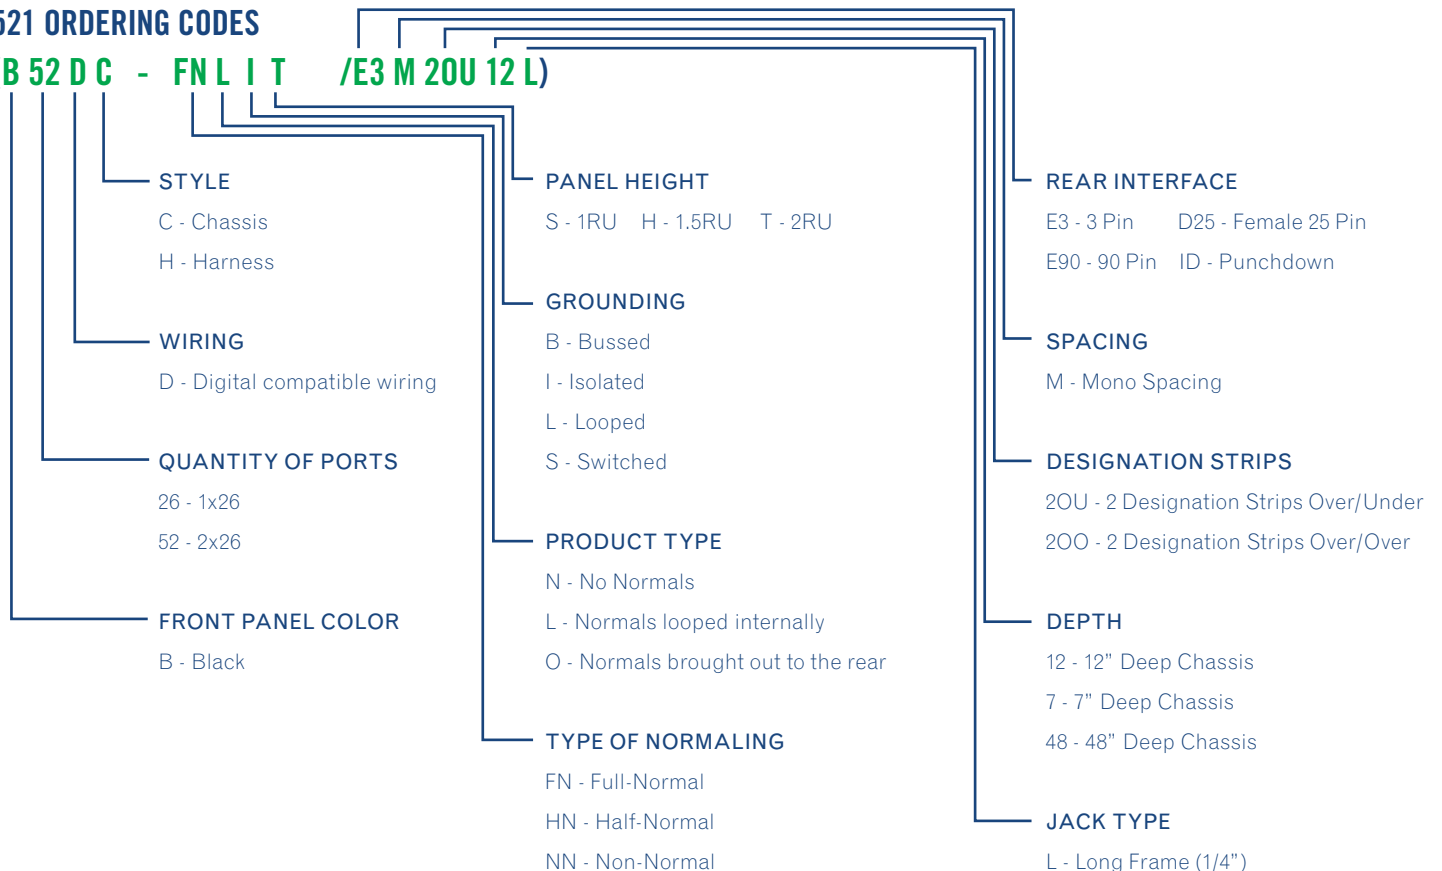 521 ORDERING CODES
B 52 D C - FN L I T /E3 M 2OU 12 L)
STYLE
C - Chassis
H - Harness
WIRING
D - Digital compatible wiring
QUANTITY OF PORTS
26 - 1x26
52 - 2x26
FRONT PANEL COLOR
B - Black
PANEL HEIGHT
S - 1RU H - 1.5RU T - 2RU
GROUNDING
B - Bussed
I - Isolated
L - Looped
S - Switched
PRODUCT TYPE
N - No Normals
L - Normals looped internally
O - Normals brought out to the rear
TYPE OF NORMALING
FN - Full-Normal
HN - Half-Normal
NN - Non-Normal
REAR INTERFACE
E3 - 3 Pin D25 - Female 25 Pin
E90 - 90 Pin ID - Punchdown
SPACING
M - Mono Spacing
DESIGNATION STRIPS
2OU - 2 Designation Strips Over/Under
2OO - 2 Designation Strips Over/Over
DEPTH
12 - 12” Deep Chassis
7 - 7” Deep Chassis
48 - 48” Deep Chassis
JACK TYPE
L - Long Frame (1/4”)